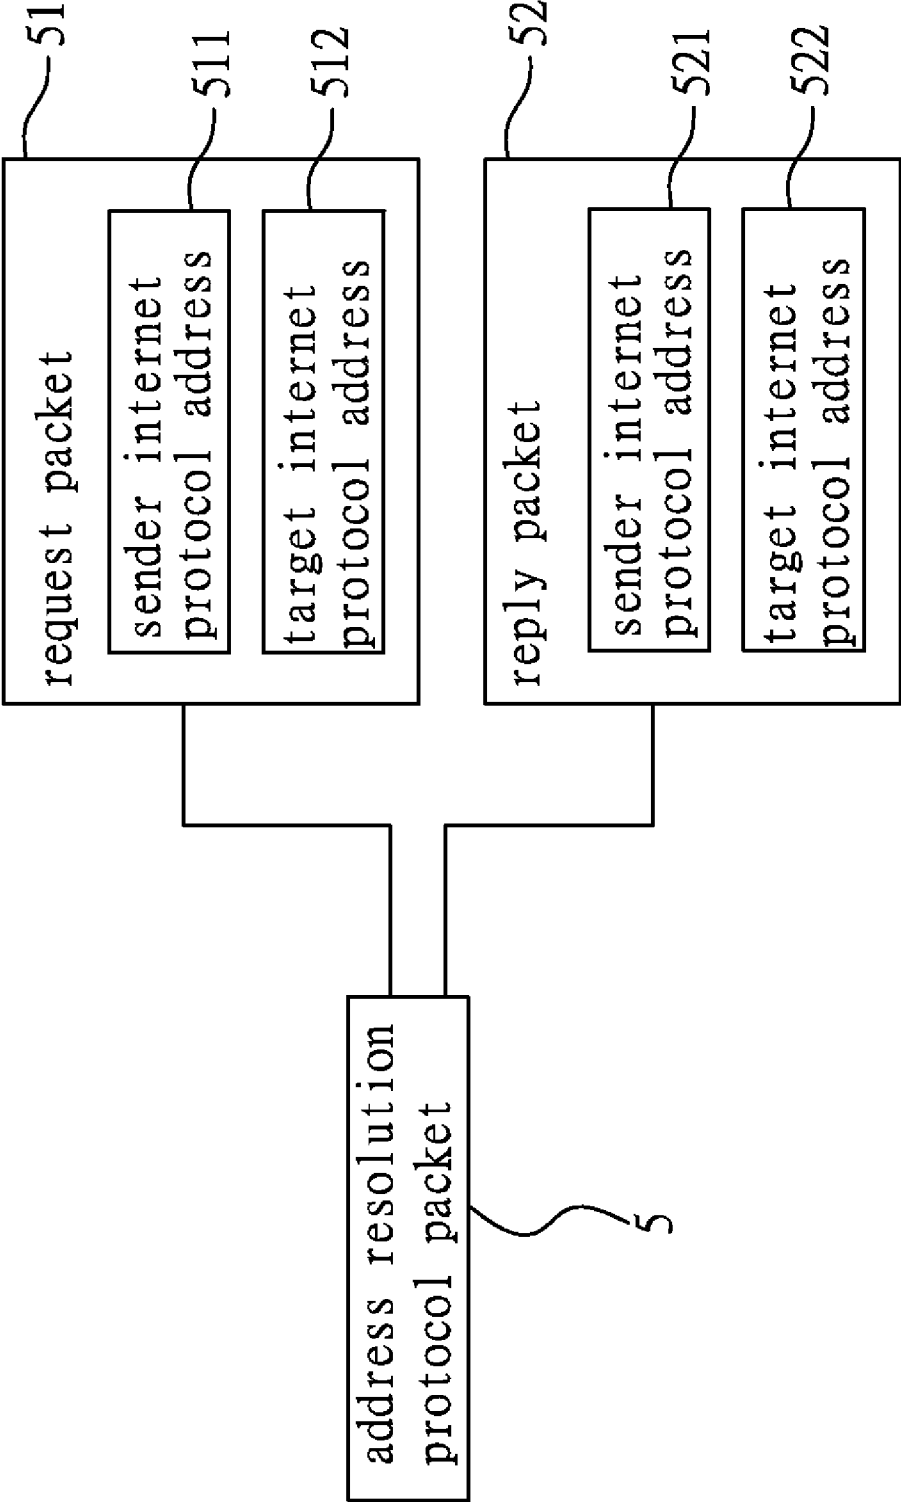 address resolution
protocol packet
5
request packet
51
sender internet
protocol address
511
target internet
protocol address
512
reply packet
52
sender internet
protocol address
521
target internet
protocol address
522